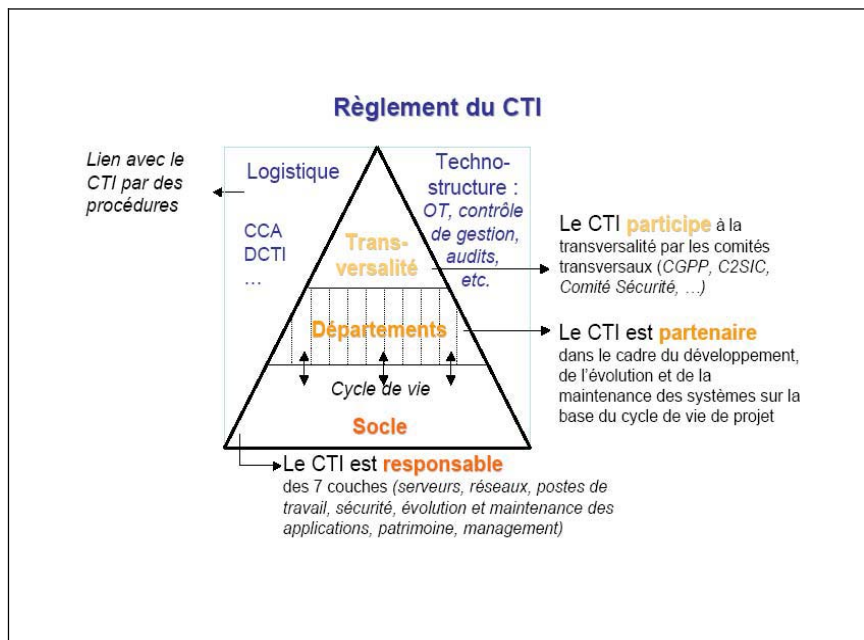 Règlement du CTI
Lien avec le
CTI par des
procédures
Logistique
CCA
DCTI
...
Techno-
structure :
OT, contrôle
de gestion,
audits,
etc.
Trans-
versalité
Départements
Cycle de vie
Socle
Le CTI participe à la
transversalité par les comités
transversaux (CGPP, C2SIC,
Comité Sécurité, ...)
Le CTI est partenaire
dans le cadre du développement,
de l'évolution et de la
maintenance des systèmes sur la
base du cycle de vie de projet
Le CTI est responsable
des 7 couches (serveurs, réseaux, postes de
travail, sécurité, évolution et maintenance des
applications, patrimoine, management)